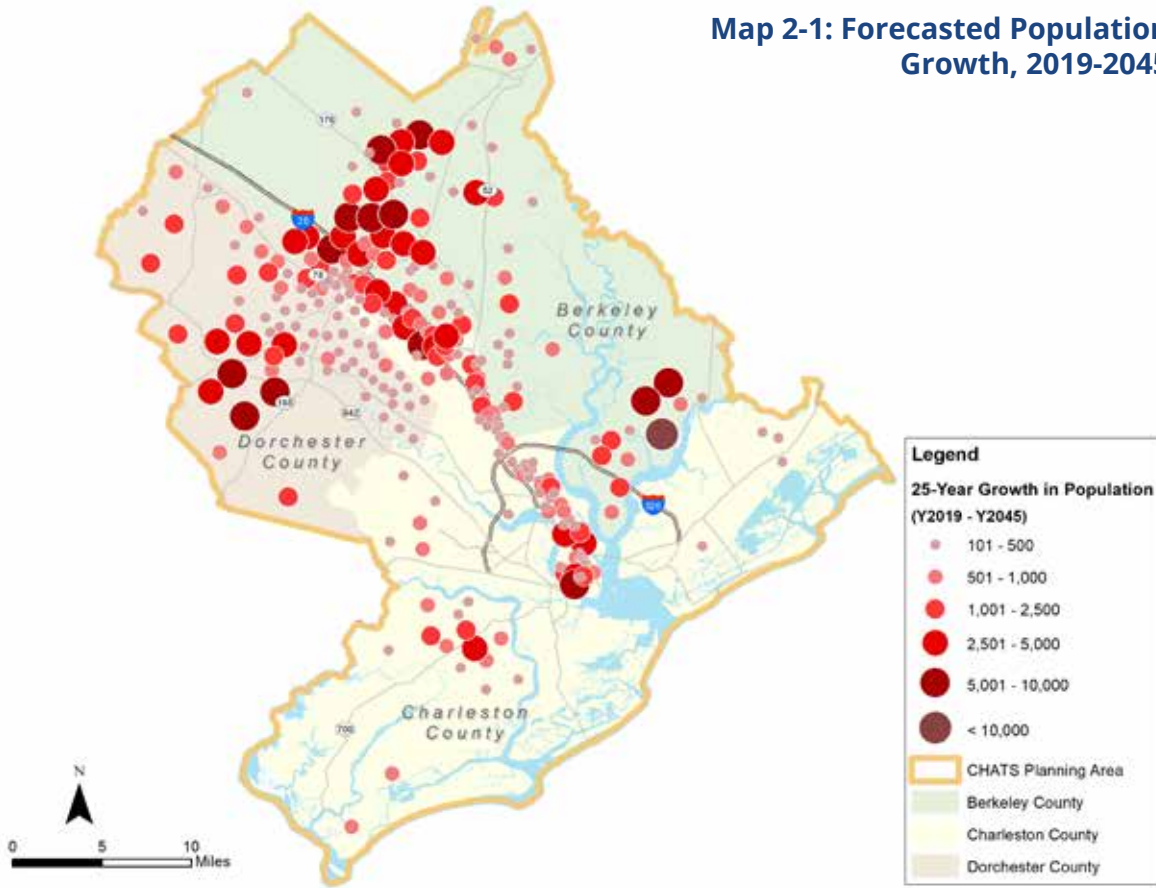 Map 2-1: Forecasted Population
Growth, 2019-2045
176
52
26
78
Berkeley
County
165
642
Dorchester
County
526
Legend
25-Year Growth in Population
(Y2019 - Y2045)
101 - 500
501 - 1,000
1,001 - 2,500
2,501 - 5,000
5,001 - 10,000
< 10,000
CHATS Planning Area
Berkeley County
Charleston County
Dorchester County
Charleston
County
700
N
0 5 10
Miles